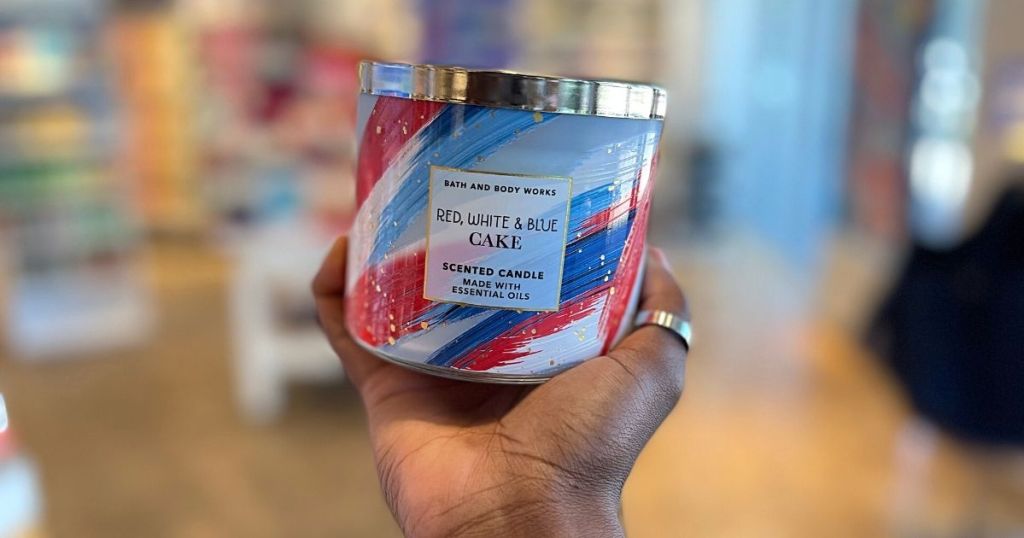 BATH AND BODY WORKS
RED, WHITE & BLUE
CAKE
SCENTED CANDLE
MADE WITH
ESSENTIAL OILS